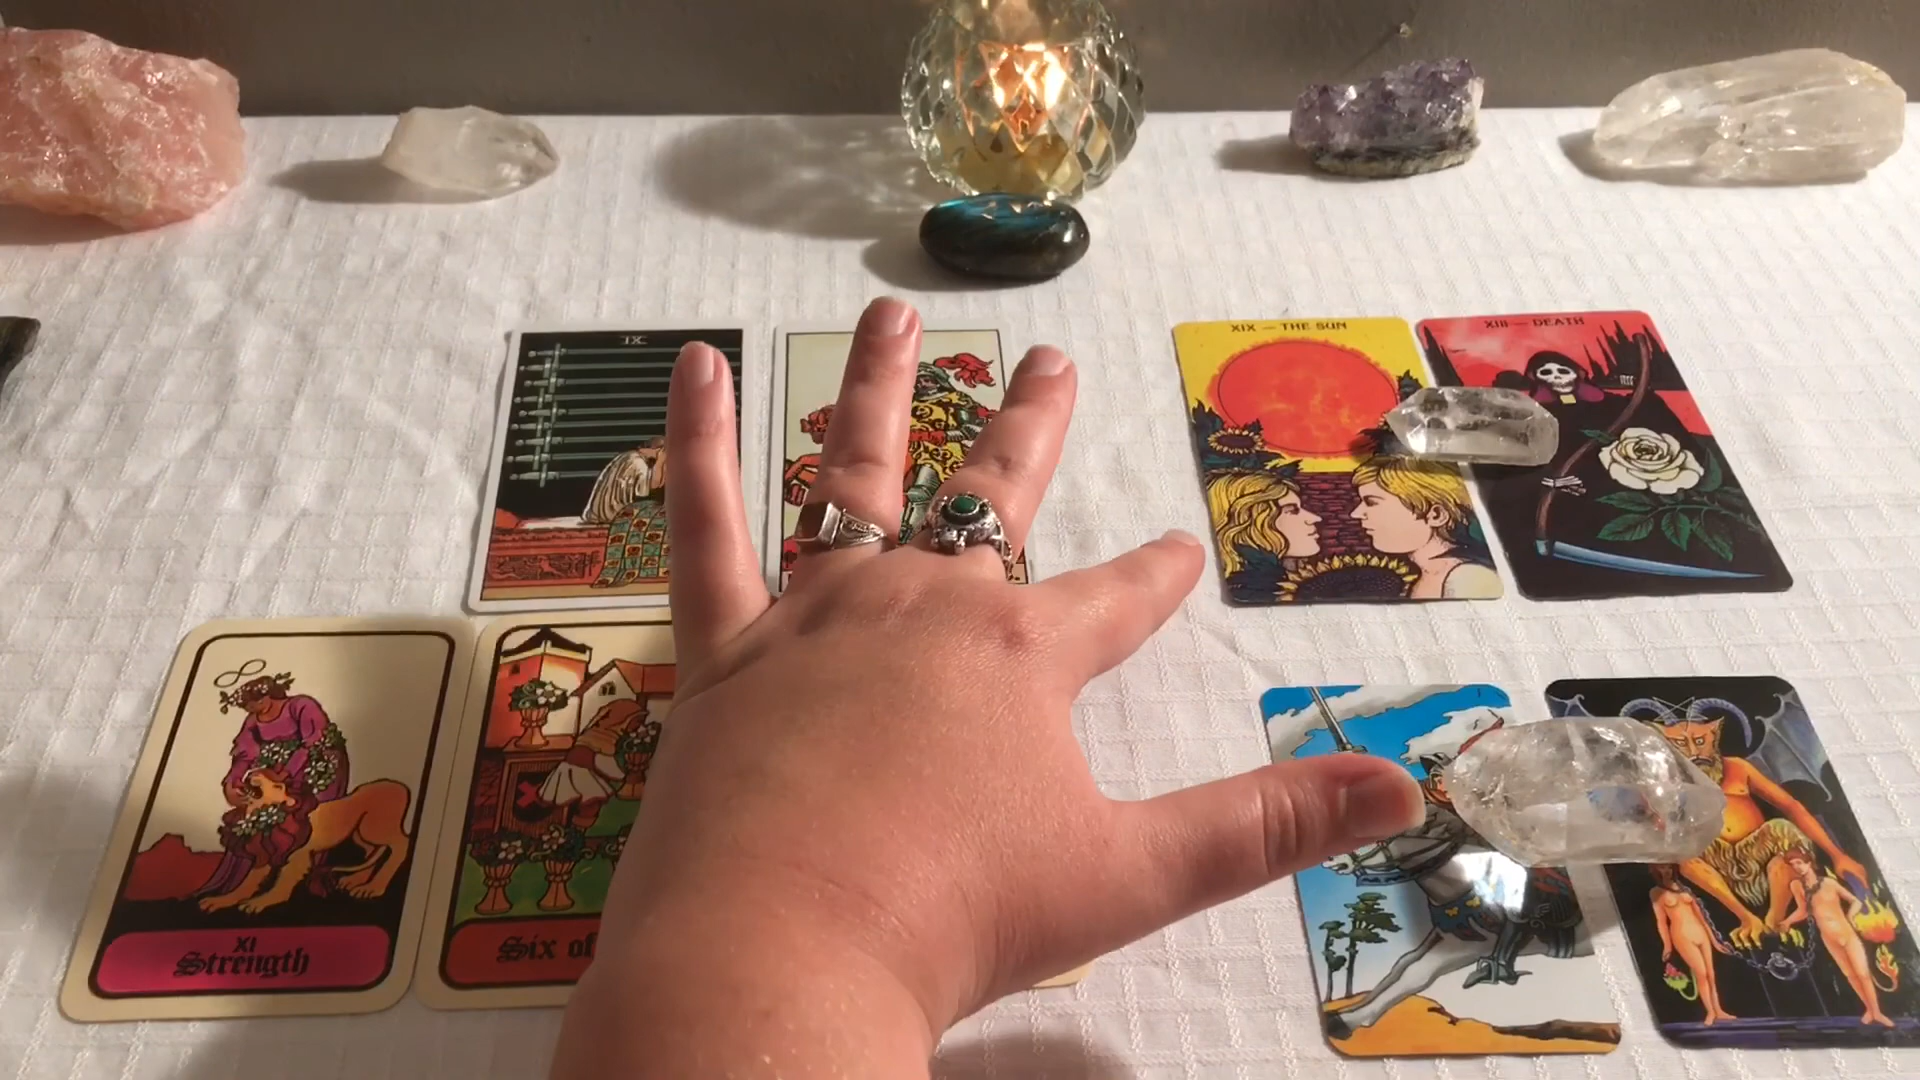 IX
XIX — THE SUN
XIII — DEATH
XI
Strength
Six of